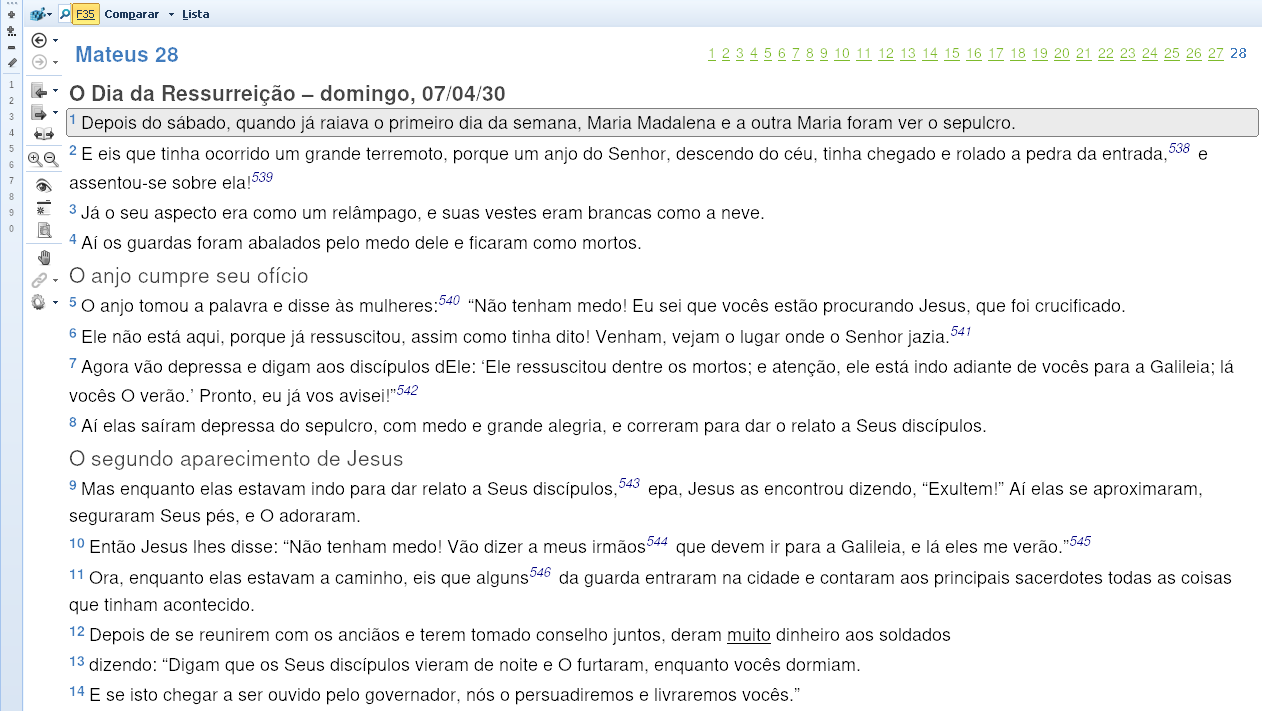 F35 Comparar Lista
Mateus 28
1 2 3 4 5 6 7 8 9 10 11 12 13 14 15 16 17 18 19 20 21 22 23 24 25 26 27 28
1
2
3
4
5
6
7
8
9
0
O Dia da Ressurreição – domingo, 07/04/30
1 Depois do sábado, quando já raiava o primeiro dia da semana, Maria Madalena e a outra Maria foram ver o sepulcro.
2 E eis que tinha ocorrido um grande terremoto, porque um anjo do Senhor, descendo do céu, tinha chegado e rolado a pedra da entrada,538 e
assentou-se sobre ela!539
3 Já o seu aspecto era como um relâmpago, e suas vestes eram brancas como a neve.
4 Aí os guardas foram abalados pelo medo dele e ficaram como mortos.
O anjo cumpre seu ofício
5 O anjo tomou a palavra e disse às mulheres:540 “Não tenham medo! Eu sei que vocês estão procurando Jesus, que foi crucificado.
6 Ele não está aqui, porque já ressuscitou, assim como tinha dito! Venham, vejam o lugar onde o Senhor jazia.541
7 Agora vão depressa e digam aos discípulos dEle: ‘Ele ressuscitou dentre os mortos; e atenção, ele está indo adiante de vocês para a Galileia; lá
vocês O verão.’ Pronto, eu já vos avisei!”542
8 Aí elas saíram depressa do sepulcro, com medo e grande alegria, e correram para dar o relato a Seus discípulos.
O segundo aparecimento de Jesus
9 Mas enquanto elas estavam indo para dar relato a Seus discípulos,543 epa, Jesus as encontrou dizendo, “Exultem!” Aí elas se aproximaram,
seguraram Seus pés, e O adoraram.
10 Então Jesus lhes disse: “Não tenham medo! Vão dizer a meus irmãos544 que devem ir para a Galileia, e lá eles me verão.”545
11 Ora, enquanto elas estavam a caminho, eis que alguns546 da guarda entraram na cidade e contaram aos principais sacerdotes todas as coisas
que tinham acontecido.
12 Depois de se reunirem com os anciãos e terem tomado conselho juntos, deram muito dinheiro aos soldados
13 dizendo: “Digam que os Seus discípulos vieram de noite e O furtaram, enquanto vocês dormiam.
14 E se isto chegar a ser ouvido pelo governador, nós o persuadiremos e livraremos vocês.”